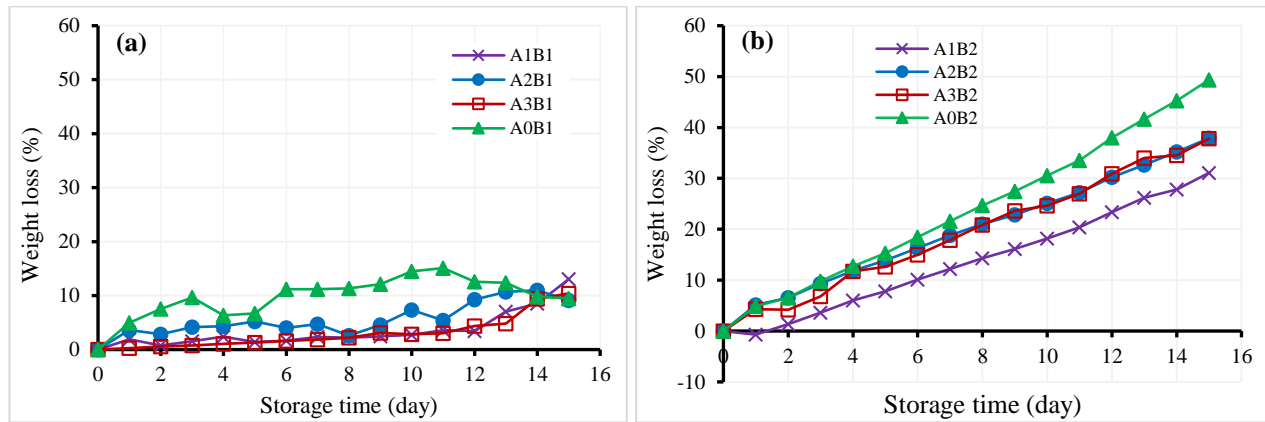 (a)
60
50
40
30
20
10
0
Weight loss (%)
A1B1
A2B1
A3B1
A0B1
0 2 4 6 8 10 12 14 16
Storage time (day)
(b)
60
50
40
30
20
10
0
-10
Weight loss (%)
A1B2
A2B2
A3B2
A0B2
0 2 4 6 8 10 12 14 16
Storage time (day)